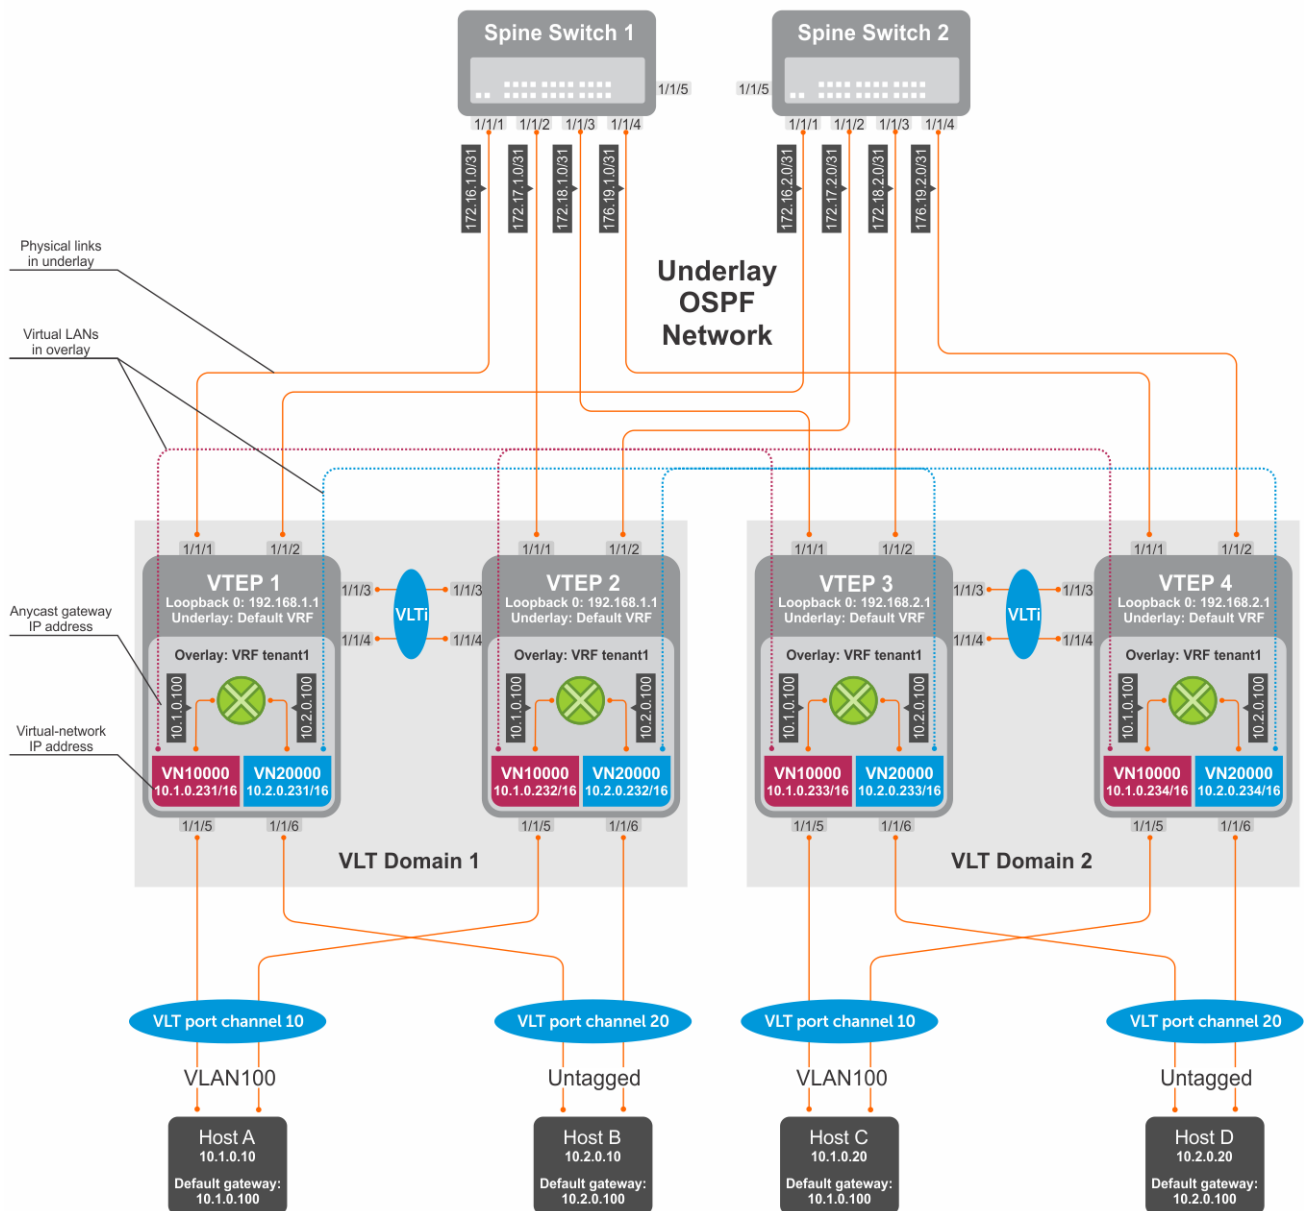 Spine Switch 1
Spine Switch 2
1/1/5
1/1/5
1/1/1
1/1/2
1/1/3
1/1/4
1/1/1
1/1/2
1/1/3
1/1/4
172.16.1.0/31
172.17.1.0/31
172.18.1.0/31
176.19.1.0/31
172.16.2.0/31
172.17.2.0/31
172.18.2.0/31
176.19.2.0/31
Physical links
in underlay
Underlay
OSPF
Network
Virtual LANs
in overlay
1/1/1
1/1/2
1/1/1
1/1/2
1/1/1
1/1/2
1/1/1
1/1/2
VTEP 1
Loopback 0: 192.168.1.1
Underlay: Default VRF
1/1/3
VLTi
1/1/3
1/1/4
1/1/4
VTEP 2
Loopback 0: 192.168.1.1
Underlay: Default VRF
VTEP 3
Loopback 0: 192.168.2.1
Underlay: Default VRF
1/1/3
VLTi
1/1/3
1/1/4
1/1/4
VTEP 4
Loopback 0: 192.168.2.1
Underlay: Default VRF
Anycast gateway
IP address
Overlay: VRF tenant1
Overlay: VRF tenant1
Overlay: VRF tenant1
Overlay: VRF tenant1
10.1.0.100
10.2.0.100
10.1.0.100
10.2.0.100
10.1.0.100
10.2.0.100
10.1.0.100
10.2.0.100
Virtual-network
IP address
VN10000
10.1.0.231/16
VN20000
10.2.0.231/16
VN10000
10.1.0.232/16
VN20000
10.2.0.232/16
VN10000
10.1.0.233/16
VN20000
10.2.0.233/16
VN10000
10.1.0.234/16
VN20000
10.2.0.234/16
1/1/5
1/1/6
1/1/5
1/1/6
1/1/5
1/1/6
1/1/5
1/1/6
VLT Domain 1
VLT Domain 2
VLT port channel 10
VLT port channel 20
VLT port channel 10
VLT port channel 20
VLAN100
Untagged
VLAN100
Untagged
Host A
10.1.0.10
Default gateway:
10.1.0.100
Host B
10.2.0.10
Default gateway:
10.2.0.100
Host C
10.1.0.20
Default gateway:
10.1.0.100
Host D
10.2.0.20
Default gateway:
10.2.0.100